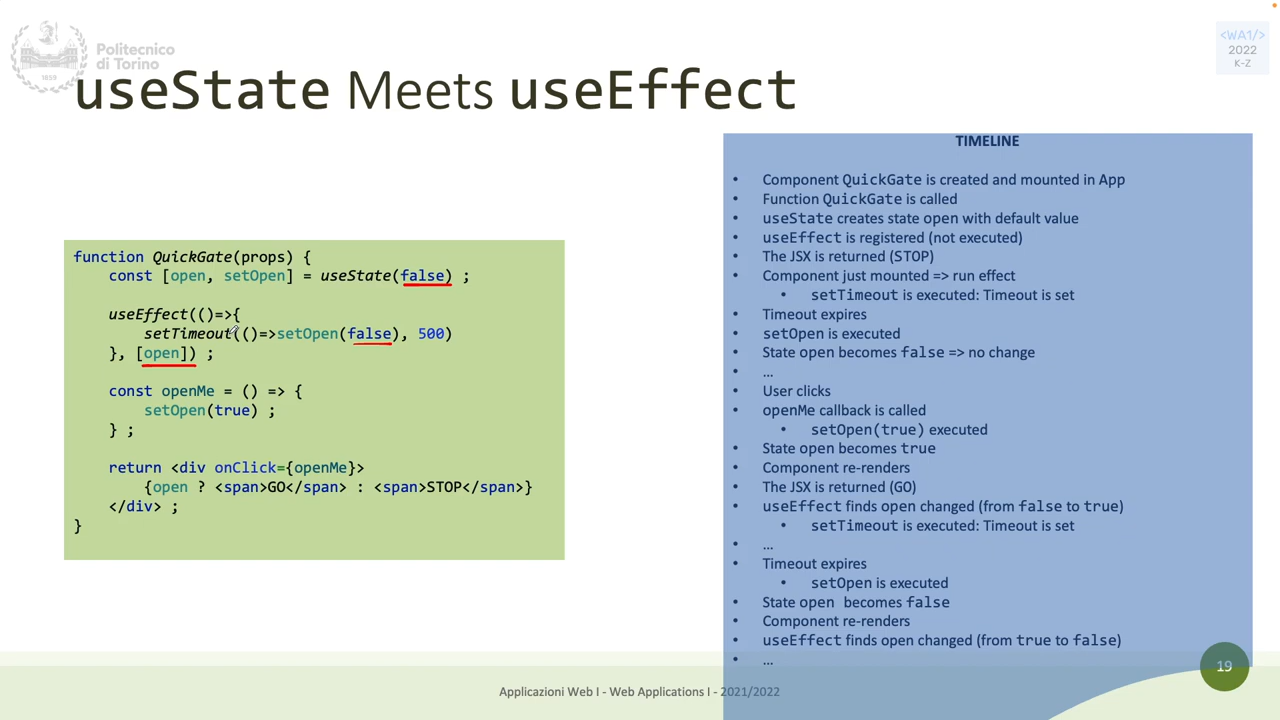 Politecnico
di Torino
1859
<WA1/>
2022
K-Z
useState Meets useEffect
function QuickGate(props) {
const [open, setOpen] = useState(false) ;
useEffect(()=>{
setTimeout(()=>setOpen(false), 500)
}, [open]) ;
const openMe = () => {
setOpen(true) ;
} ;
return <div onClick={openMe}>
{open ? <span>GO</span> : <span>STOP</span>}
</div> ;
}
TIMELINE
• Component QuickGate is created and mounted in App
• Function QuickGate is called
• useState creates state open with default value
• useEffect is registered (not executed)
• The JSX is returned (STOP)
• Component just mounted => run effect
• setTimeout is executed: Timeout is set
• Timeout expires
• setOpen is executed
• State open becomes false => no change
• …
• User clicks
• openMe callback is called
• setOpen(true) executed
• State open becomes true
• Component re-renders
• The JSX is returned (GO)
• useEffect finds open changed (from false to true)
• setTimeout is executed: Timeout is set
• …
• Timeout expires
• setOpen is executed
• State open becomes false
• Component re-renders
• useEffect finds open changed (from true to false)
• …
19
Applicazioni Web I - Web Applications I - 2021/2022